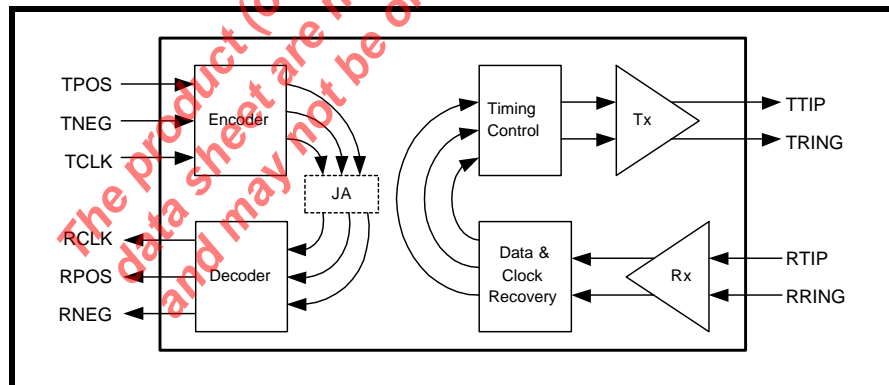 TPOS
TNEG
TCLK
Encoder
JA
RCLK
RPOS
RNEG
Decoder
Timing
Control
Tx
TTIP
TRING
Data &
Clock
Recovery
Rx
RTIP
RRING
The product (o
data sheet are
and may not be o